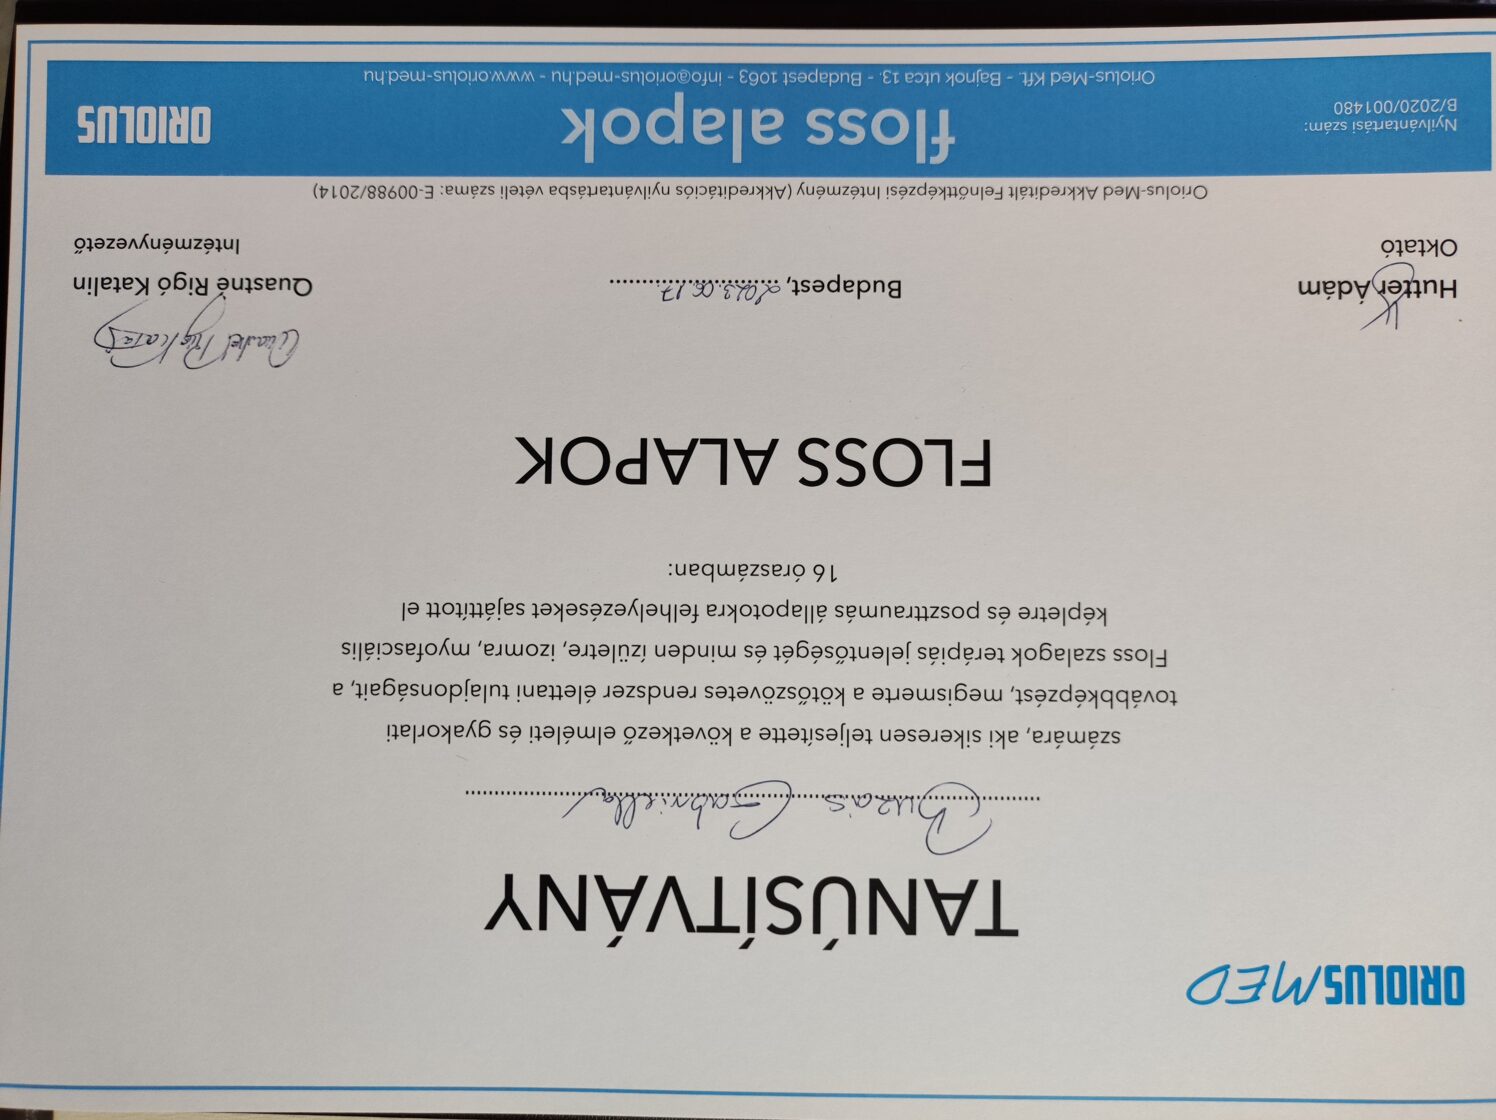 ORIOLUS MED
TANÚSÍTVÁNY
Buzás Gabriella
számára, aki sikeresen teljesítette a következő elméleti és gyakorlati
továbbképzést, megismerte a kötőszövetes rendszer élettani tulajdonságait, a
Floss szalagok terápiás jelentőségét és minden ízületre, izomra, myofasciális
képletre és poszttraumás állapotokra felhelyezéseket sajátított el
16 óraszámban:
FLOSS ALAPOK
Hutter Ádám
Oktató
Budapest, 2023.06.17
Quastné Rigó Katalin
Intézményvezető
Oriolus-Med Akkreditált Felnőttképzési Intézmény (Akkreditációs nyilvántartásba vételi száma: E-00988/2014)
Nyilvántartási szám:
B/2020/001480
floss alapok
ORIOLUS
Oriolus-Med Kft. - Bajnok utca 13. - Budapest 1063 - info@oriolus-med.hu - www.oriolus-med.hu